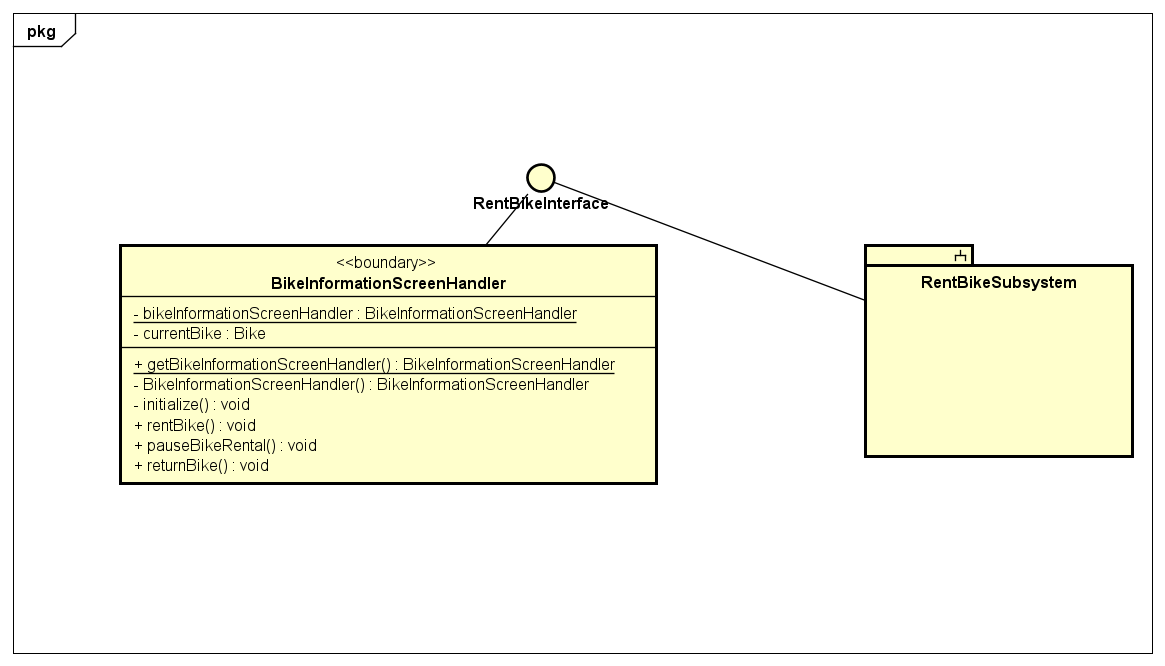 pkg
RentBikeInterface
<<boundary>>
BikeInformationScreenHandler
- bikeInformationScreenHandler : BikeInformationScreenHandler
- currentBike : Bike
+ getBikeInformationScreenHandler() : BikeInformationScreenHandler
- BikeInformationScreenHandler() : BikeInformationScreenHandler
- initialize() : void
+ rentBike() : void
+ pauseBikeRental() : void
+ returnBike() : void
RentBikeSubsystem